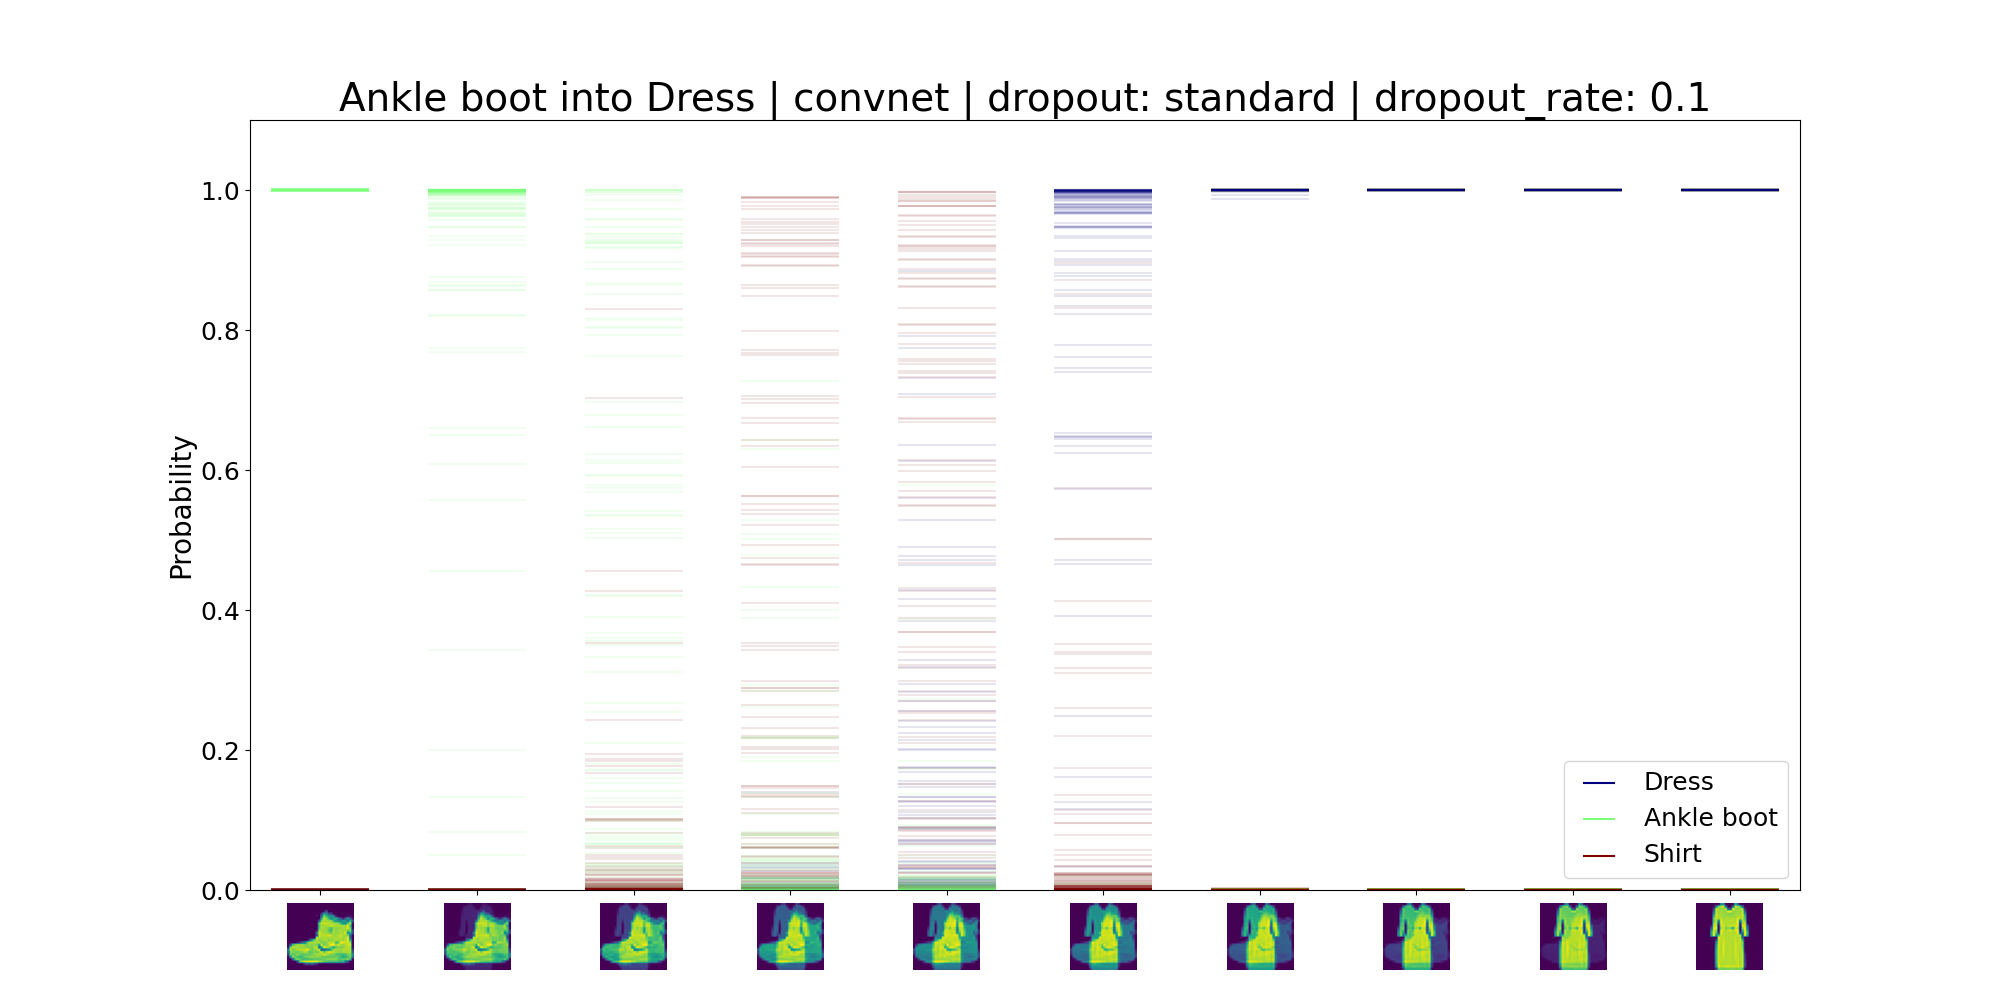 Ankle boot into Dress | convnet | dropout: standard | dropout_rate: 0.1
Probability
1.0
0.8
0.6
0.4
0.2
0.0
Dress
Ankle boot
Shirt